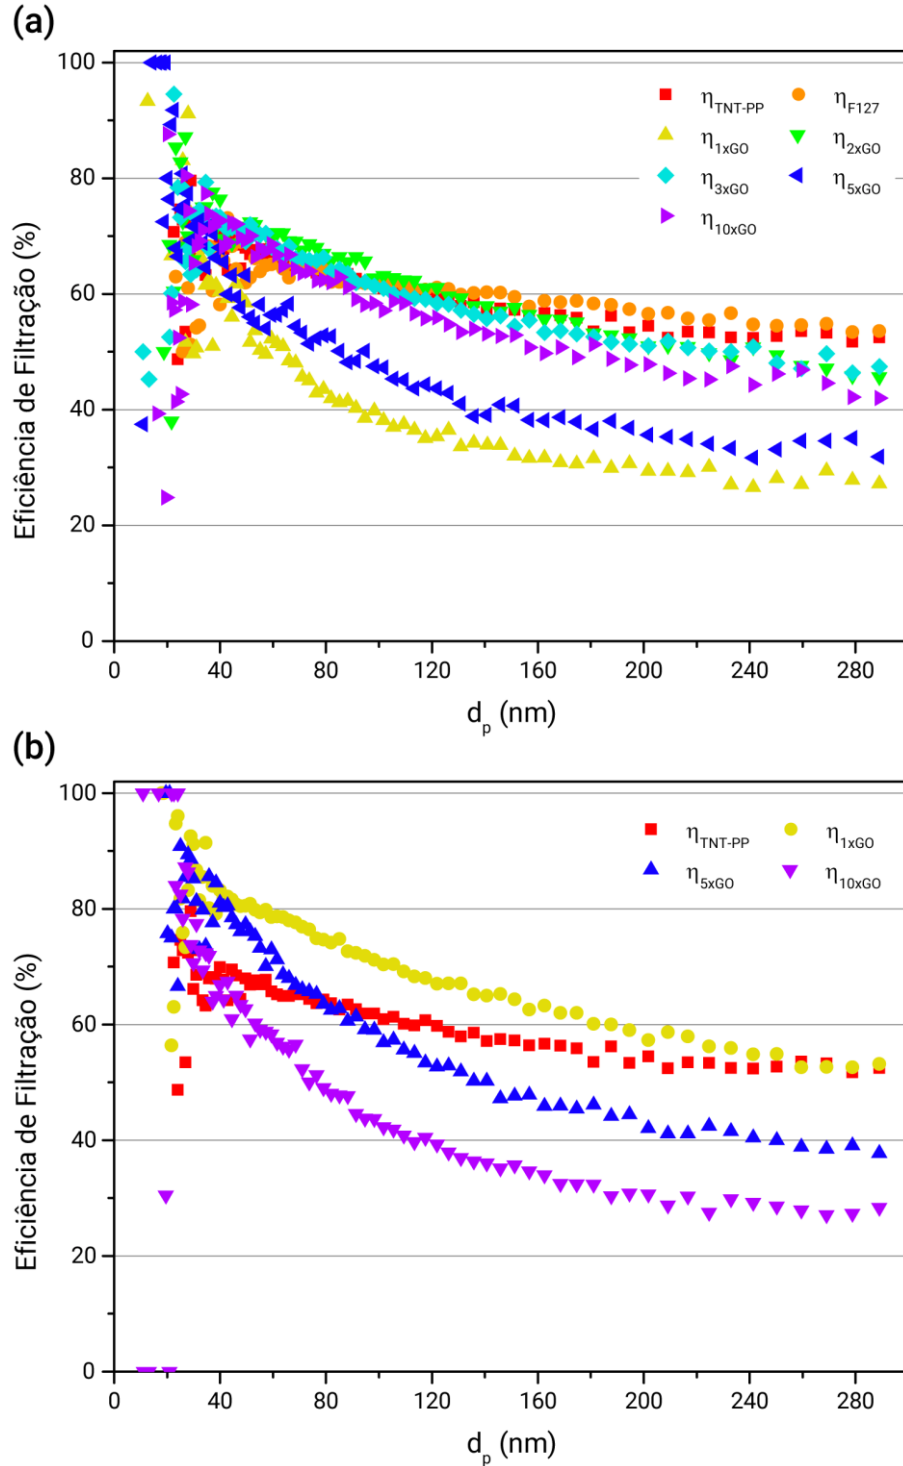 (a)
100
80
60
40
20
0
0 40 80 120 160 200 240 280
Eficiência de Filtração (%)
dp (nm)
ηTNT-PP ηF127
η1xGO η2xGO
η3xGO η5xGO
η10xGO
(b)
100
80
60
40
20
0
0 40 80 120 160 200 240 280
Eficiência de Filtração (%)
dp (nm)
ηTNT-PP η1xGO
η5xGO η10xGO